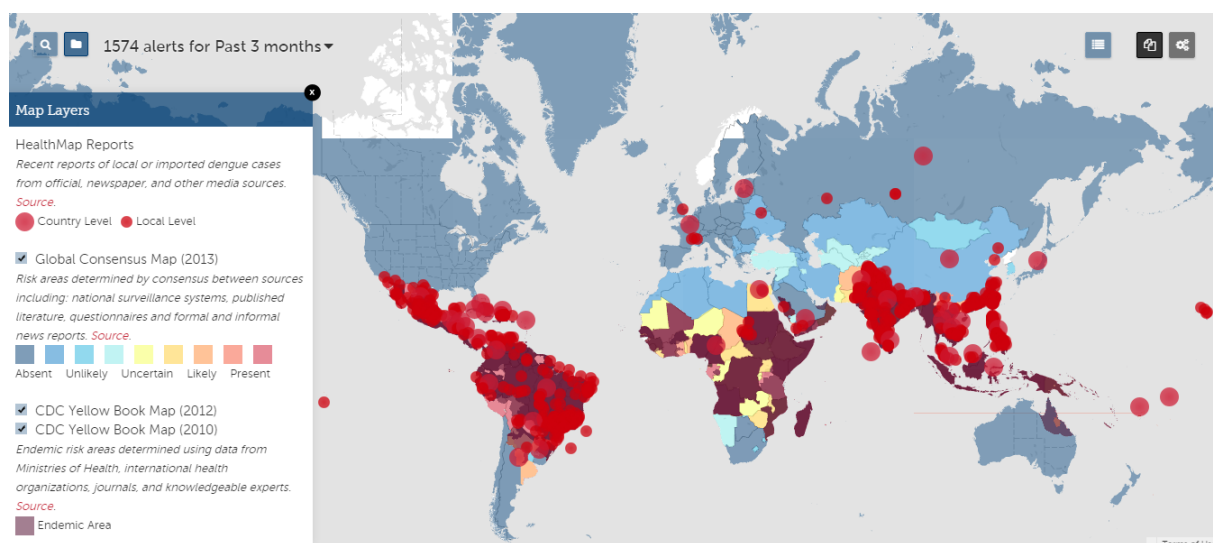 1574 alerts for Past 3 months
x
Map Layers
HealthMap Reports
Recent reports of local or imported dengue cases
from official, newspaper, and other media sources.
Source.
Country Level Local Level
Global Consensus Map (2013)
Risk areas determined by consensus between sources
including: national surveillance systems, published
literature, questionnaires and formal and informal
news reports. Source.
Absent Unlikely Uncertain Likely Present
CDC Yellow Book Map (2012)
CDC Yellow Book Map (2010)
Endemic risk areas determined using data from
Ministries of Health, international health
organizations, journals, and knowledgeable experts.
Source.
Endemic Area